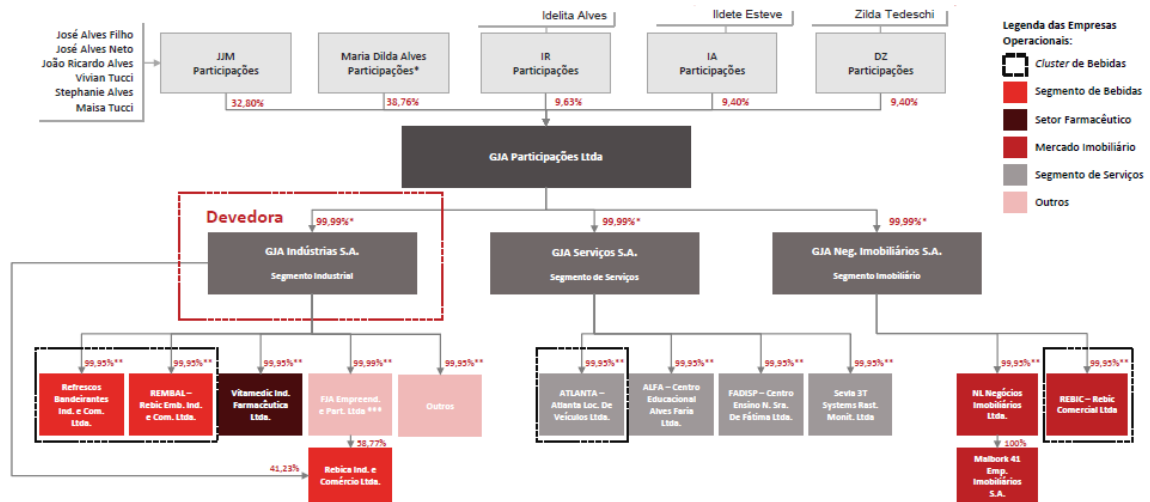 José Alves Filho
José Alves Neto
João Ricardo Alves
Vivian Tucci
Stephanie Alves
Maisa Tucci
Idelita Alves
Ildete Esteve
Zilda Tedeschi
JJM
Participações
Maria Dilda Alves
Participações*
IR
Participações
IA
Participações
DZ
Participações
32,80%
38,76%
9,63%
9,40%
9,40%
Legenda das Empresas
Operacionais:
Cluster de Bebidas
Segmento de Bebidas
Setor Farmacêutico
Mercado Imobiliário
Segmento de Serviços
Outros
GJA Participações Ltda
Devedora
99,99%*
99,99%*
99,99%*
GJA Indústrias S.A.
Segmento Industrial
GJA Serviços S.A.
Segmento de Serviços
GJA Neg. Imobiliários S.A.
Segmento Imobiliário
99,95%**
99,95%**
99,95%**
99,99%**
99,95%**
99,95%**
99,95%**
99,95%**
99,95%**
99,95%**
99,95%**
Refrescos
Bandeirantes
Ind. e Com.
Ltda.
REMBAL –
Rebic Emb. Ind.
e Com. Ltda.
Vitamedic Ind.
Farmacêutica
Ltda.
FJA Empreend.
e Part. Ltda ***
Outros
ATLANTA –
Atlanta Loc. De
Veículos Ltda.
ALFA – Centro
Educacional
Alves Faria
Ltda.
FADISP – Centro
Ensino N. Sra.
De Fátima Ltda.
Sevia 3T
Systems Rast.
Monit. Ltda
NL Negócios
Imobiliários
Ltda.
REBIC – Rebic
Comercial Ltda
58,77%
41,23%
Rebica Ind. e
Comércio Ltda.
100%
Malbork 41
Emp.
Imobiliários
S.A.